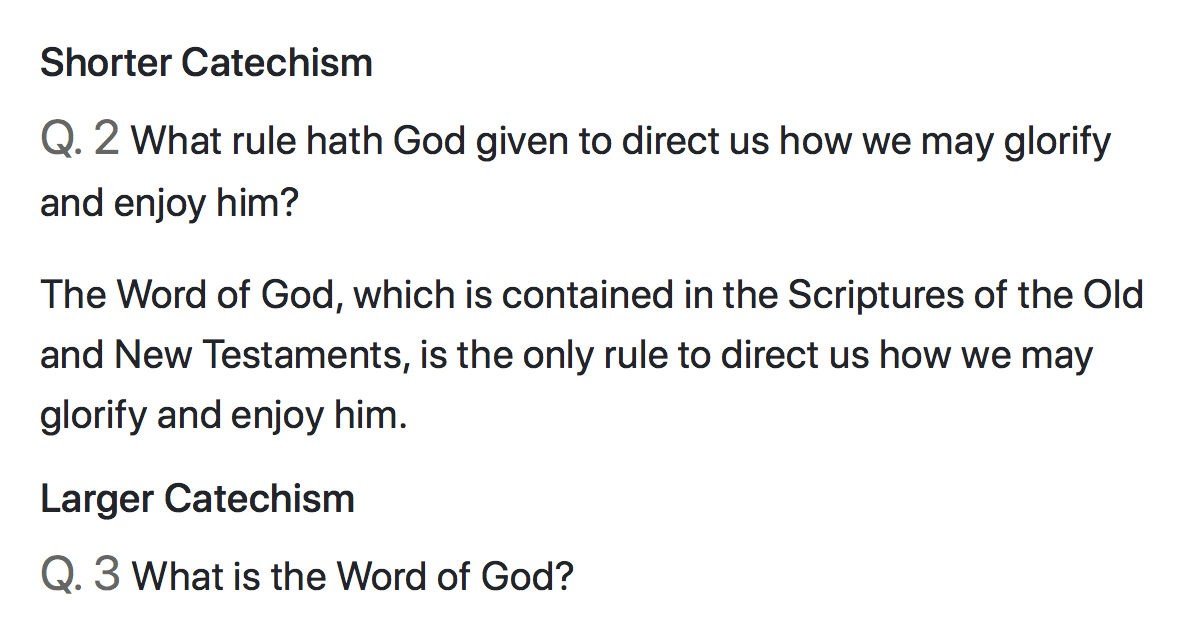 Shorter Catechism
Q. 2 What rule hath God given to direct us how we may glorify
and enjoy him?
The Word of God, which is contained in the Scriptures of the Old
and New Testaments, is the only rule to direct us how we may
glorify and enjoy him.
Larger Catechism
Q. 3 What is the Word of God?